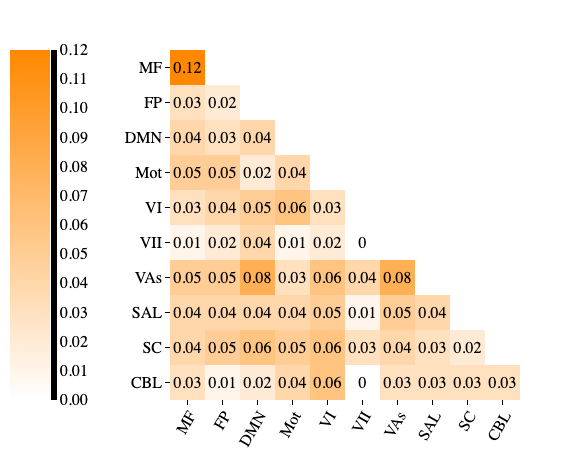 0.12
0.11
0.10
0.09
0.08
0.07
0.06
0.05
0.04
0.03
0.02
0.01
0.00
MF 0.12
FP 0.03 0.02
DMN 0.04 0.03 0.04
Mot 0.05 0.05 0.02 0.04
VI 0.03 0.04 0.05 0.06 0.03
VII 0.01 0.02 0.04 0.01 0.02 0
VAs 0.05 0.05 0.08 0.03 0.06 0.04 0.08
SAL 0.04 0.04 0.04 0.04 0.05 0.01 0.05 0.04
SC 0.04 0.05 0.06 0.05 0.06 0.03 0.04 0.03 0.02
CBL 0.03 0.01 0.02 0.04 0.06 0 0.03 0.03 0.03 0.03
MF FP DMN Mot VI VII VAs SAL SC CBL